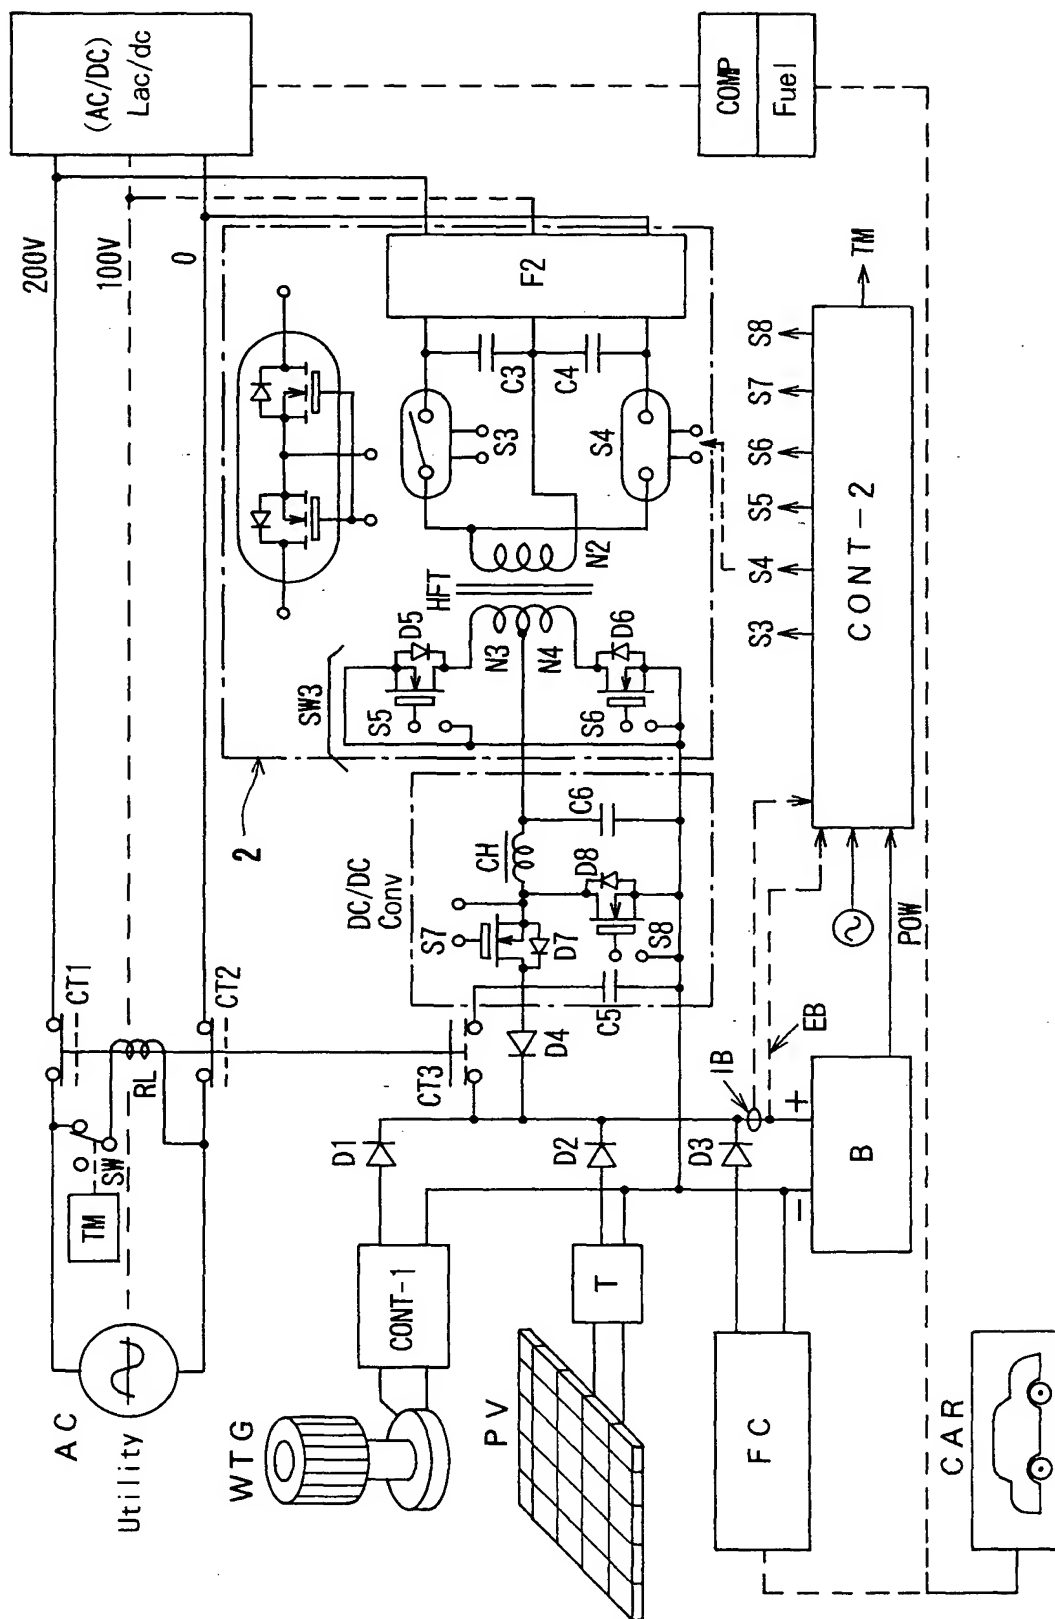 AC
Utility
TM
SW
RL
CT1
CT2
200V
100V
0
(AC/DC)
Lac/dc
WTG
CONT-1
D1
CT3
D4
DC/DC
Conv
S7
D7
CH
D8
S8
C5
C6
2
SW3
S5
D5
N3
N4
S6
D6
HFT
N2
S3
S4
C3
C4
F2
PV
T
D2
FC
D3
IB
EB
+
-
B
POW
CONT-2
S3
S4
S5
S6
S7
S8
TM
COMP
Fuel
CAR